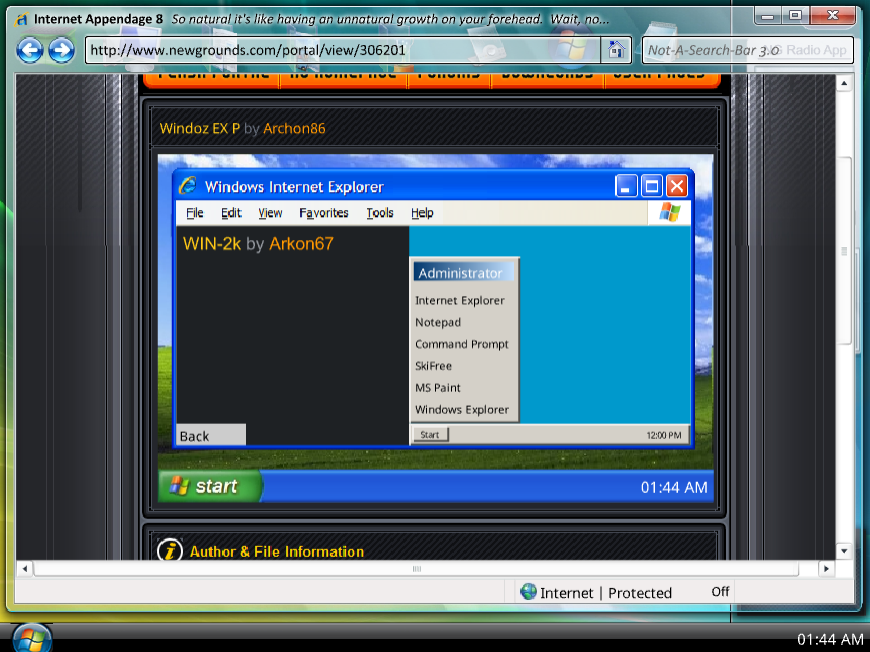 Internet Appendage 8 So natural it's like having an unnatural growth on your forehead. Wait, no...
http://www.newgrounds.com/portal/view/306201
Not-A-Search-Bar 3.0 Radio App
Windoz EX P by Archon86
Windows Internet Explorer
File Edit View Favorites Tools Help
WIN-2k by Arkon67
Administrator
Internet Explorer
Notepad
Command Prompt
SkiFree
MS Paint
Windows Explorer
Back
Start 12:00 PM
start 01:44 AM
i Author & File Information
Internet | Protected Off
01:44 AM